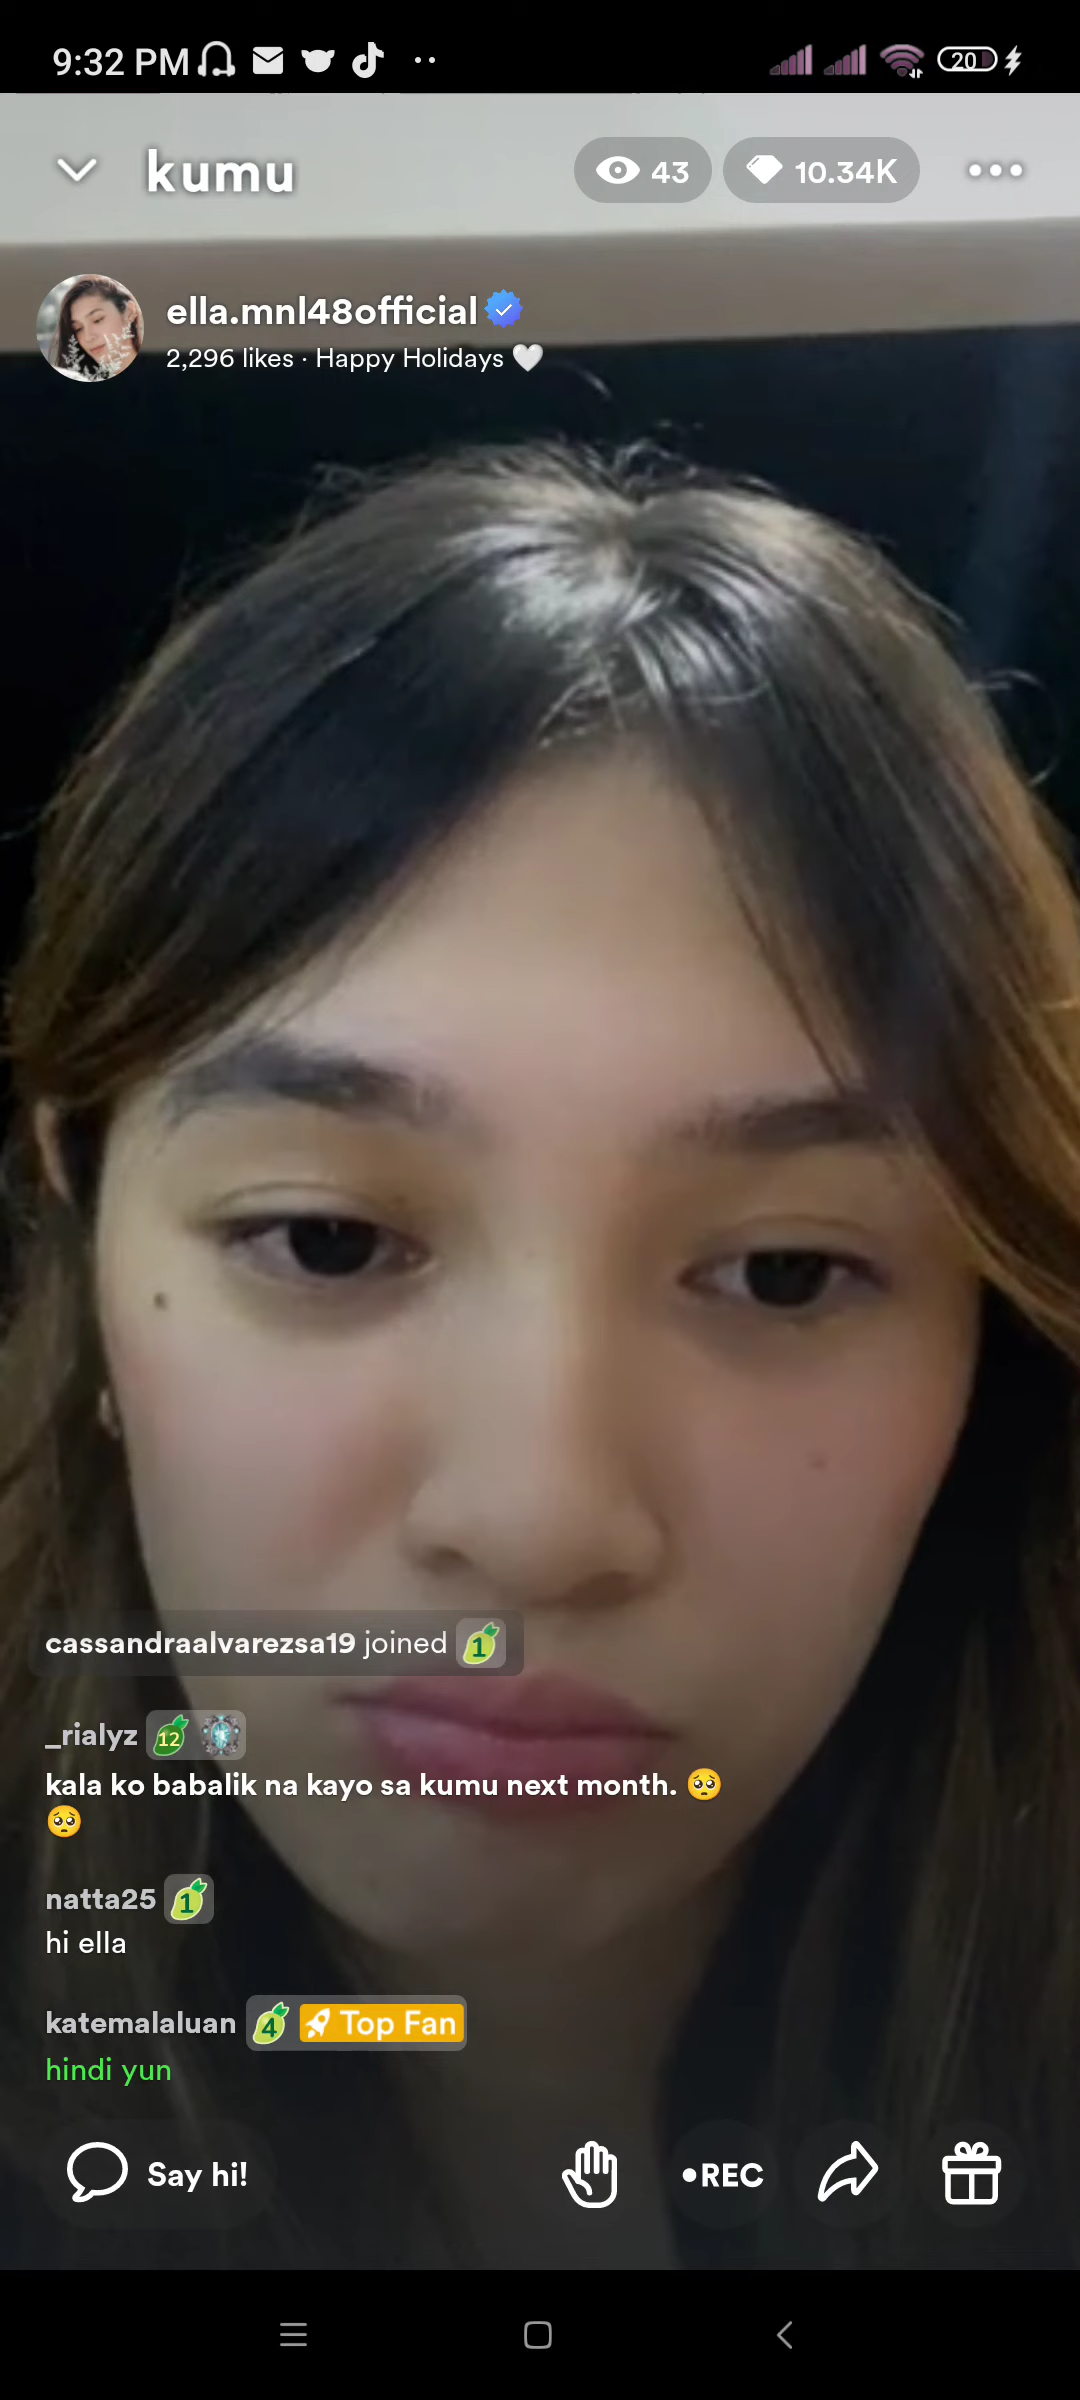 9:32 PM
20
kumu
43
10.34K
ella.mnl48official
2,296 likes · Happy Holidays 🤍
cassandraalvarezsa19 joined 1
_rialyz 12
kala ko babalik na kayo sa kumu next month. 🥺
🥺
natta25 1
hi ella
katemalaluan 4 Top Fan
hindi yun
Say hi!
•REC